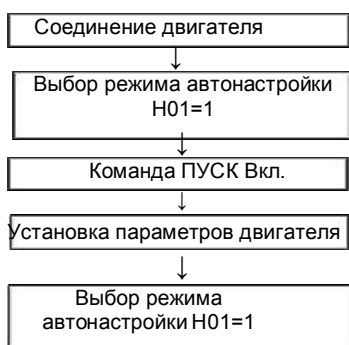 Соединение двигателя
↓
Выбор режима автонастройки
H01=1
↓
Команда ПУСК Вкл.
↓
Установка параметров двигателя
↓
Выбор режима
автонастройки H01=1